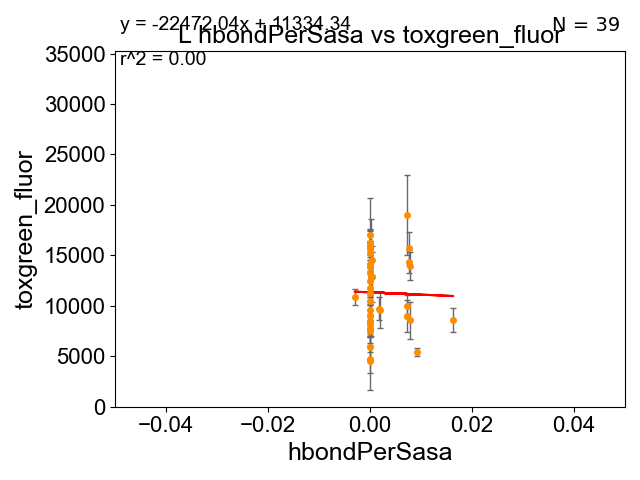 y = -22472.04x + 11334.34
N = 39
L hbondPerSasa vs toxgreen_fluor
r^2 = 0.00
35000
30000
25000
20000
15000
10000
5000
0
toxgreen_fluor
−0.04
−0.02
0.00
0.02
0.04
hbondPerSasa